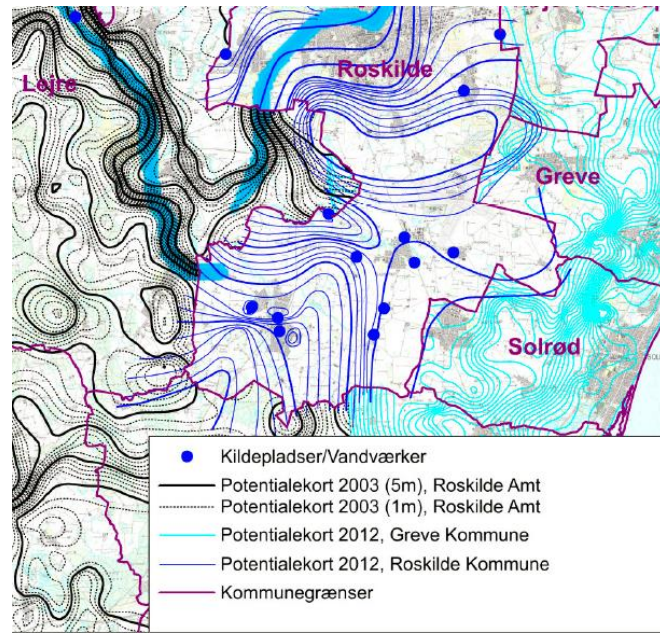 Lejre
Roskilde
Greve
Solrød
Kildepladser/Vandværker
Potentialekort 2003 (5m), Roskilde Amt
Potentialekort 2003 (1m), Roskilde Amt
Potentialekort 2012, Greve Kommune
Potentialekort 2012, Roskilde Kommune
Kommunegrænser